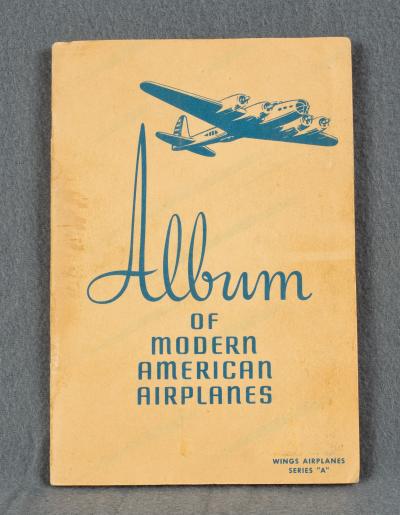 Album
OF
MODERN
AMERICAN
AIRPLANES
WINGS AIRPLANES
SERIES "A"